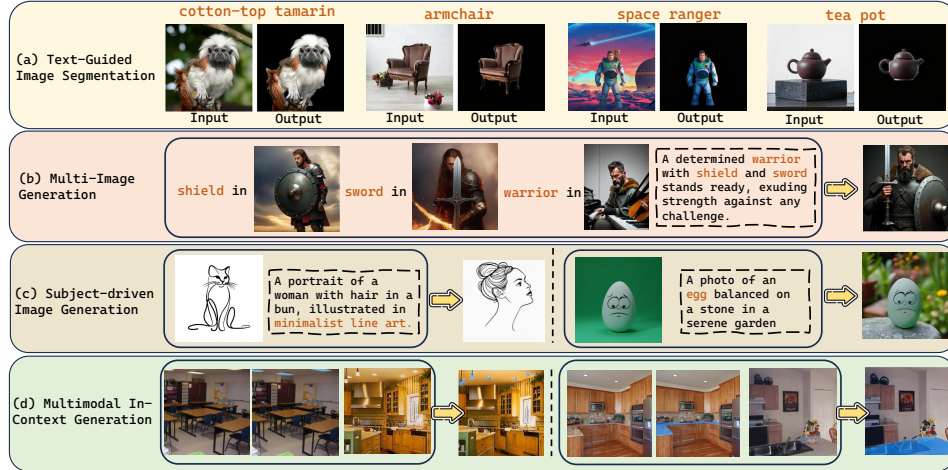 cotton-top tamarin
armchair
space ranger
tea pot
(a) Text-Guided
Image Segmentation
Input
Output
Input
Output
Input
Output
Input
Output
(b) Multi-Image
Generation
shield in
sword in
warrior in
A determined warrior
with shield and sword
stands ready, exuding
strength against any
challenge.
(c) Subject-driven
Image Generation
A portrait of a
woman with hair in a
bun, illustrated in
minimalist line art.
A photo of an
egg balanced on
a stone in a
serene garden
(d) Multimodal In-
Context Generation